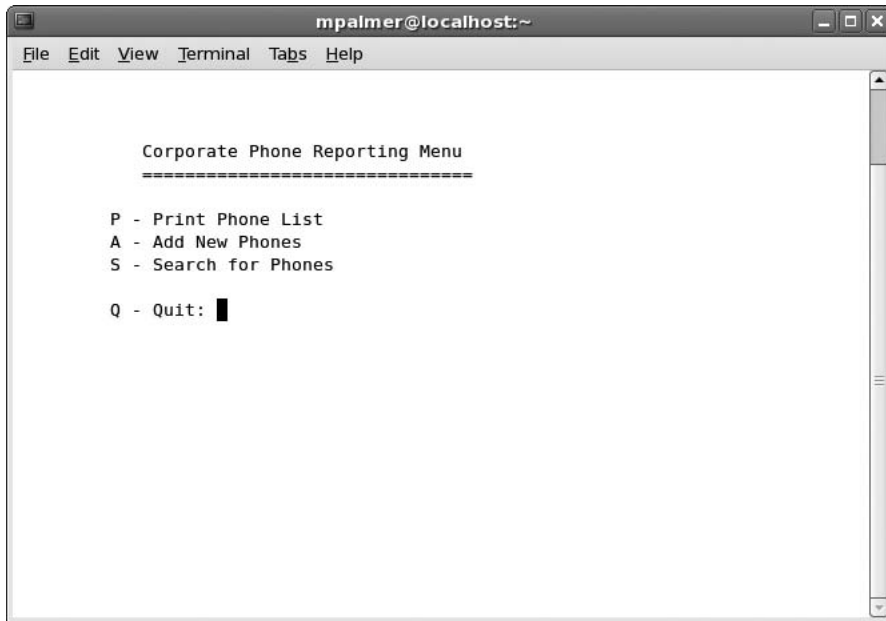 mpalmer@localhost:~
File Edit View Terminal Tabs Help
Corporate Phone Reporting Menu
===============================
P - Print Phone List
A - Add New Phones
S - Search for Phones
Q - Quit: